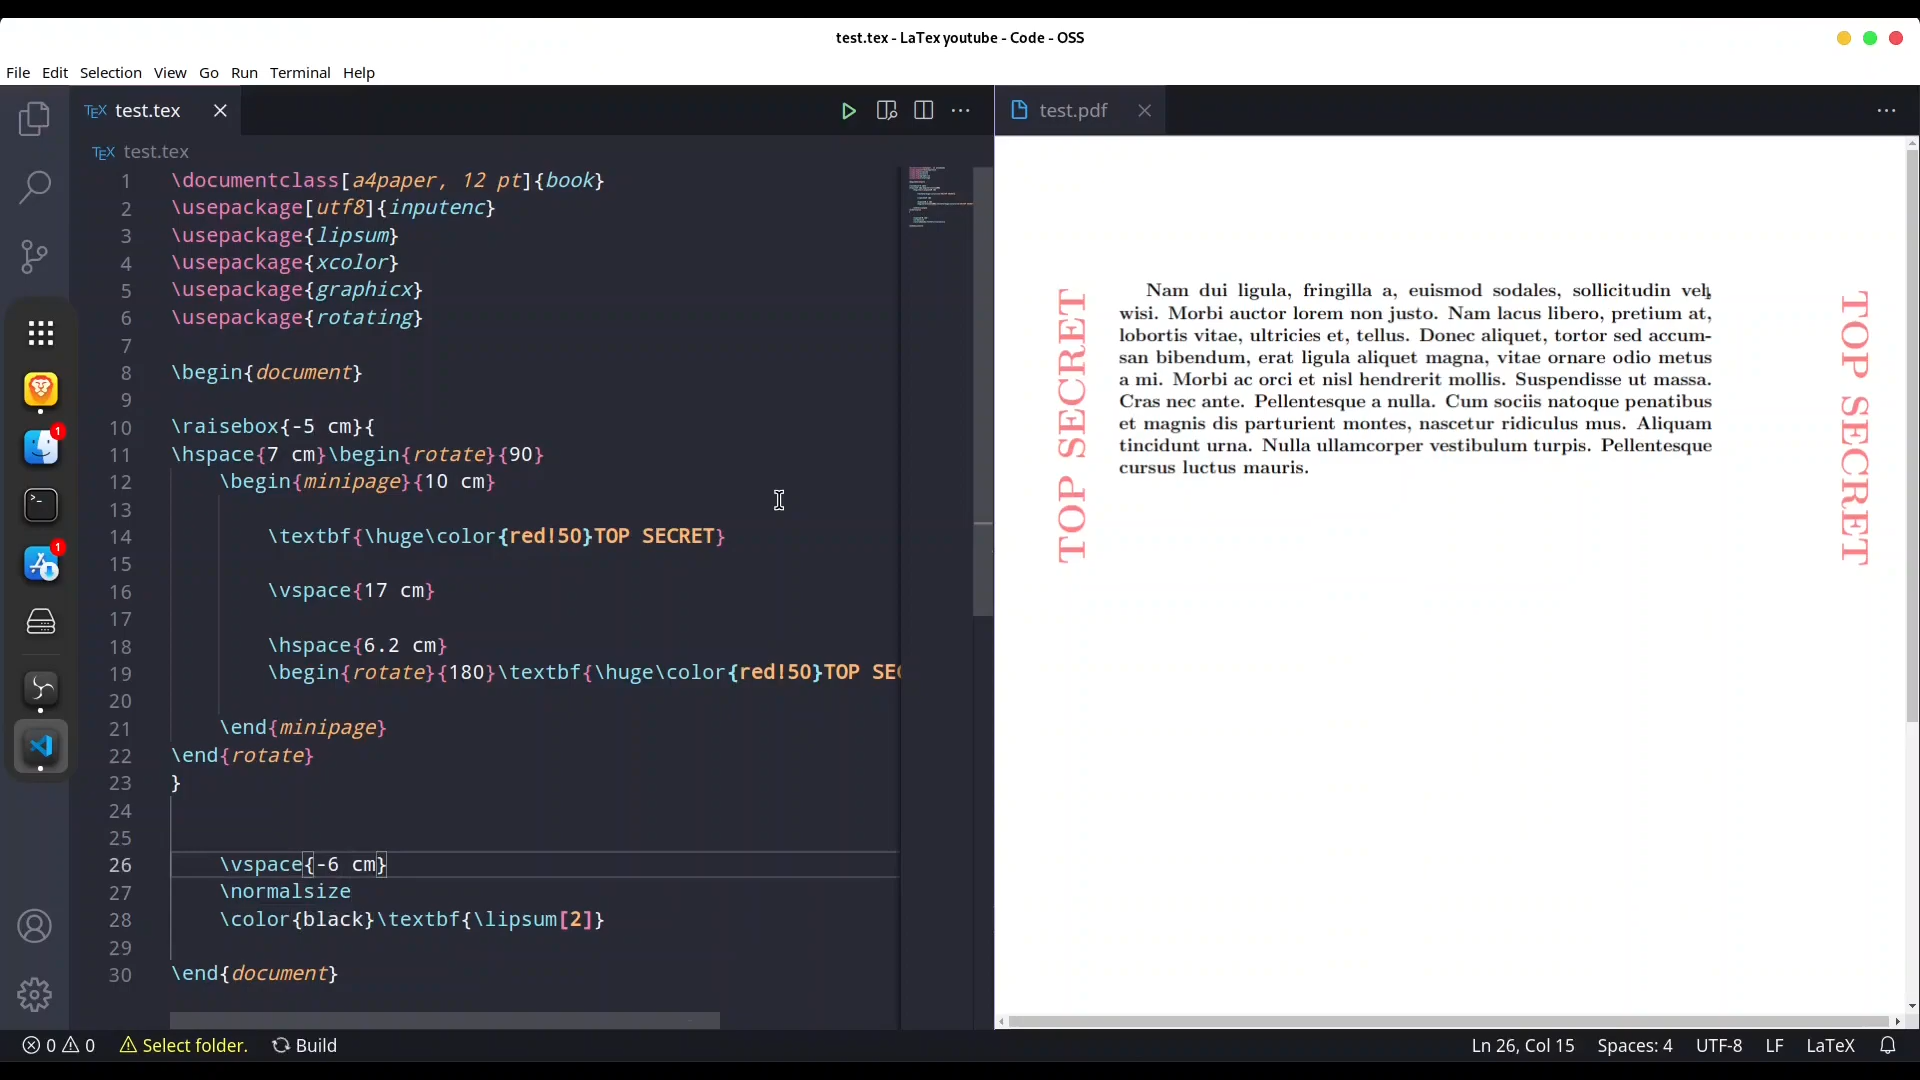 test.tex - LaTex youtube - Code - OSS
File Edit Selection View Go Run Terminal Help
TEX test.tex
test.pdf
TEX test.tex
1 \documentclass[a4paper, 12 pt]{book}
2 \usepackage[utf8]{inputenc}
3 \usepackage{lipsum}
4 \usepackage{xcolor}
5 \usepackage{graphicx}
6 \usepackage{rotating}
7
8 \begin{document}
9
10 \raisebox{-5 cm}{
11 \hspace{7 cm}\begin{rotate}{90}
12 \begin{minipage}{10 cm}
13
14 \textbf{\huge\color{red!50}TOP SECRET}
15
16 \vspace{17 cm}
17
18 \hspace{6.2 cm}
19 \begin{rotate}{180}\textbf{\huge\color{red!50}TOP SEC
20
21 \end{minipage}
22 \end{rotate}
23 }
24
25
26 \vspace{-6 cm}
27 \normalsize
28 \color{black}\textbf{\lipsum[2]}
29
30 \end{document}
TOP SECRET
Nam dui ligula, fringilla a, euismod sodales, sollicitudin vel,
wisi. Morbi auctor lorem non justo. Nam lacus libero, pretium at,
lobortis vitae, ultricies et, tellus. Donec aliquet, tortor sed accum-
san bibendum, erat ligula aliquet magna, vitae ornare odio metus
a mi. Morbi ac orci et nisl hendrerit mollis. Suspendisse ut massa.
Cras nec ante. Pellentesque a nulla. Cum sociis natoque penatibus
et magnis dis parturient montes, nascetur ridiculus mus. Aliquam
tincidunt urna. Nulla ullamcorper vestibulum turpis. Pellentesque
cursus luctus mauris.
TOP SECRET
1
1
0 0 Select folder. Build
Ln 26, Col 15 Spaces: 4 UTF-8 LF LaTeX